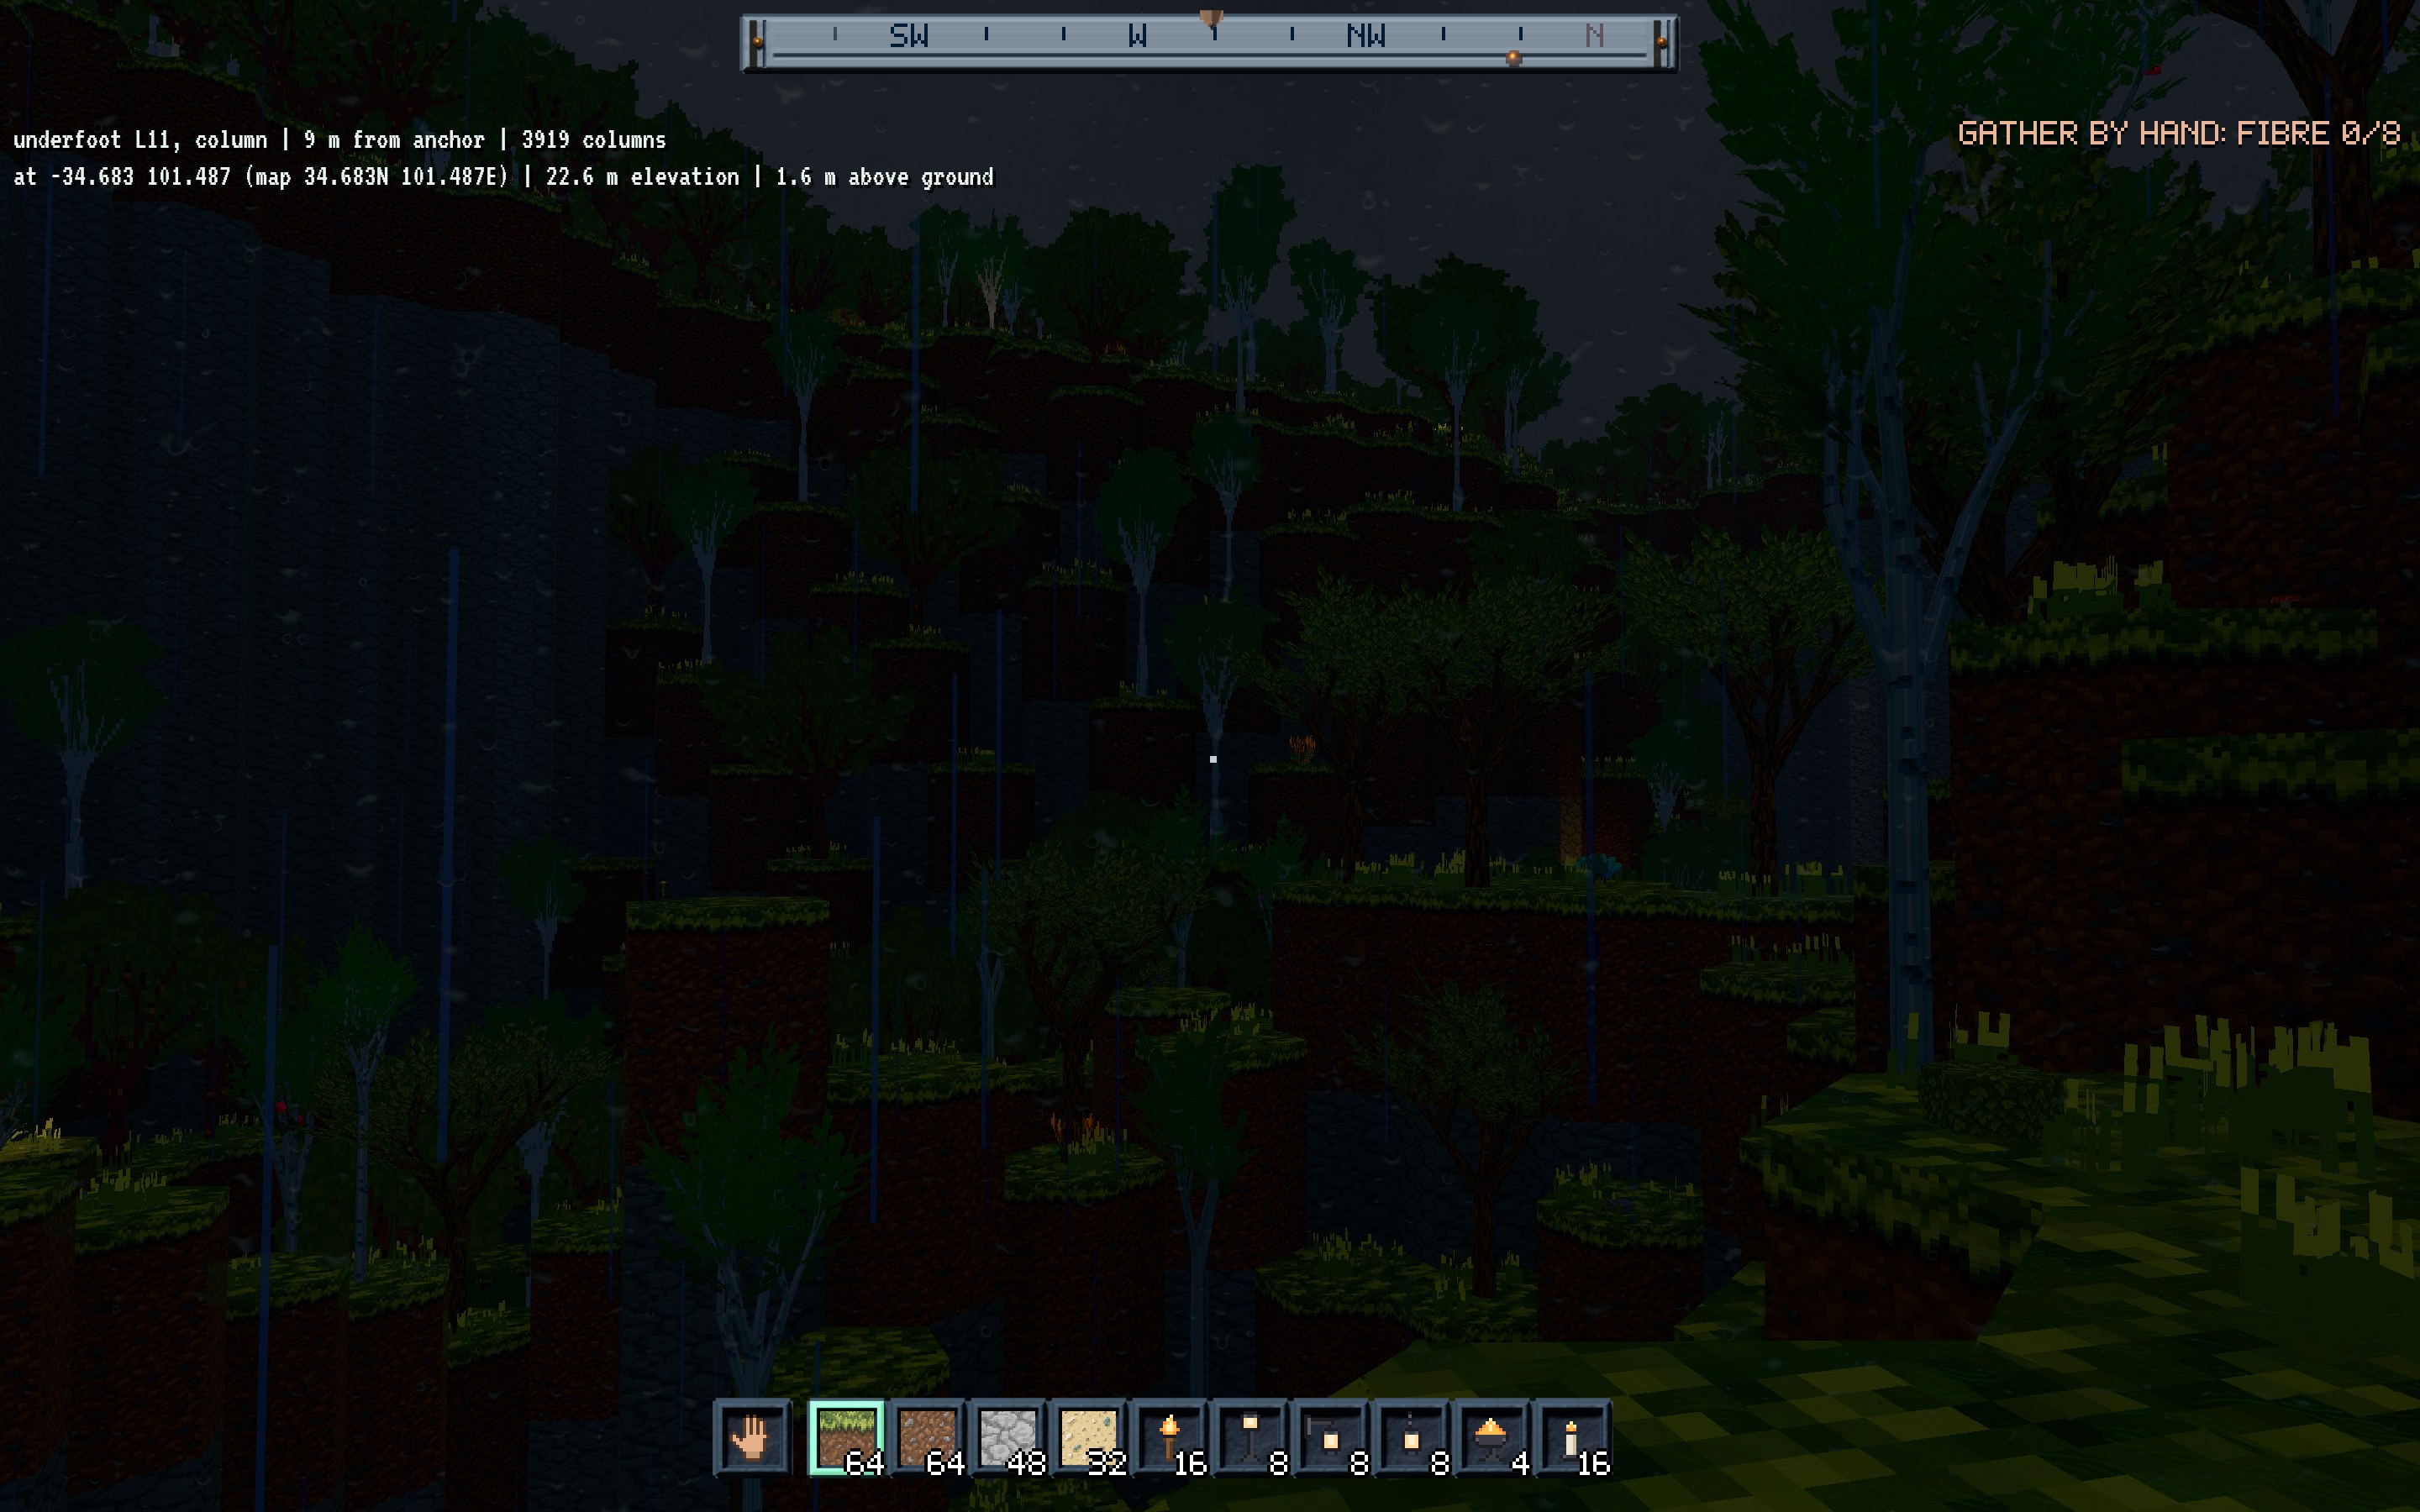 SW W NW N
underfoot L11, column | 9 m from anchor | 3919 columns
GATHER BY HAND: FIBRE 0/8
at -34.683 101.487 (map 34.683N 101.487E) | 22.6 m elevation | 1.6 m above ground
64 64 48 32 16 8 8 8 4 16